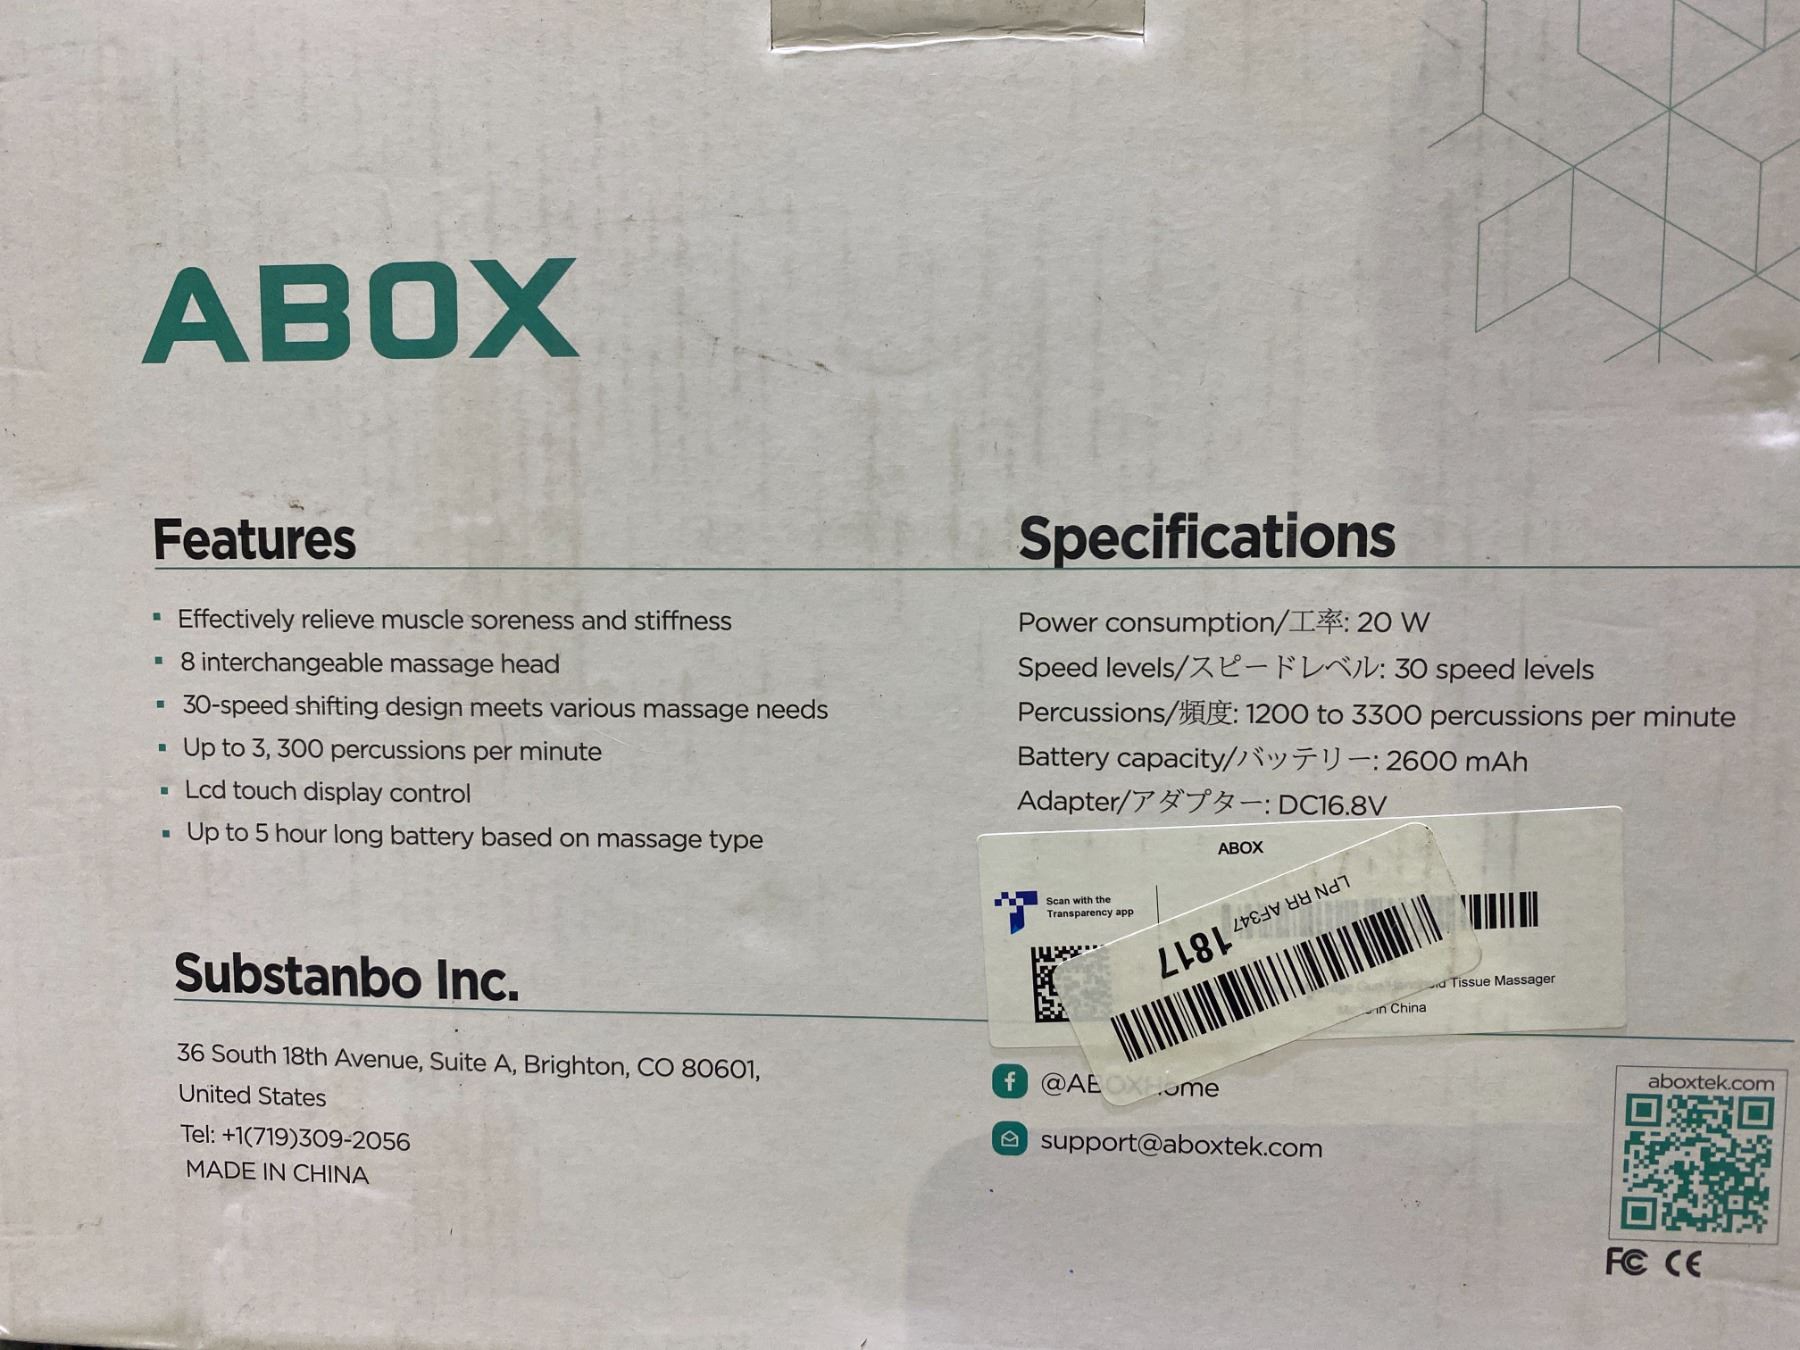 ABOX
Features
Effectively relieve muscle soreness and stiffness
8 interchangeable massage head
30-speed shifting design meets various massage needs
Up to 3, 300 percussions per minute
Lcd touch display control
Up to 5 hour long battery based on massage type
Specifications
Power consumption/工率: 20 W
Speed levels/スピードレベル: 30 speed levels
Percussions/頻度: 1200 to 3300 percussions per minute
Battery capacity/バッテリー: 2600 mAh
Adapter/アダプター: DC16.8V
ABOX
Scan with the
Transparency app
LPN RR AF347
1817
Tissue Massager
in China
Substanbo Inc.
36 South 18th Avenue, Suite A, Brighton, CO 80601,
United States
Tel: +1(719)309-2056
MADE IN CHINA
@ABOXHome
support@aboxtek.com
aboxtek.com
FC CE